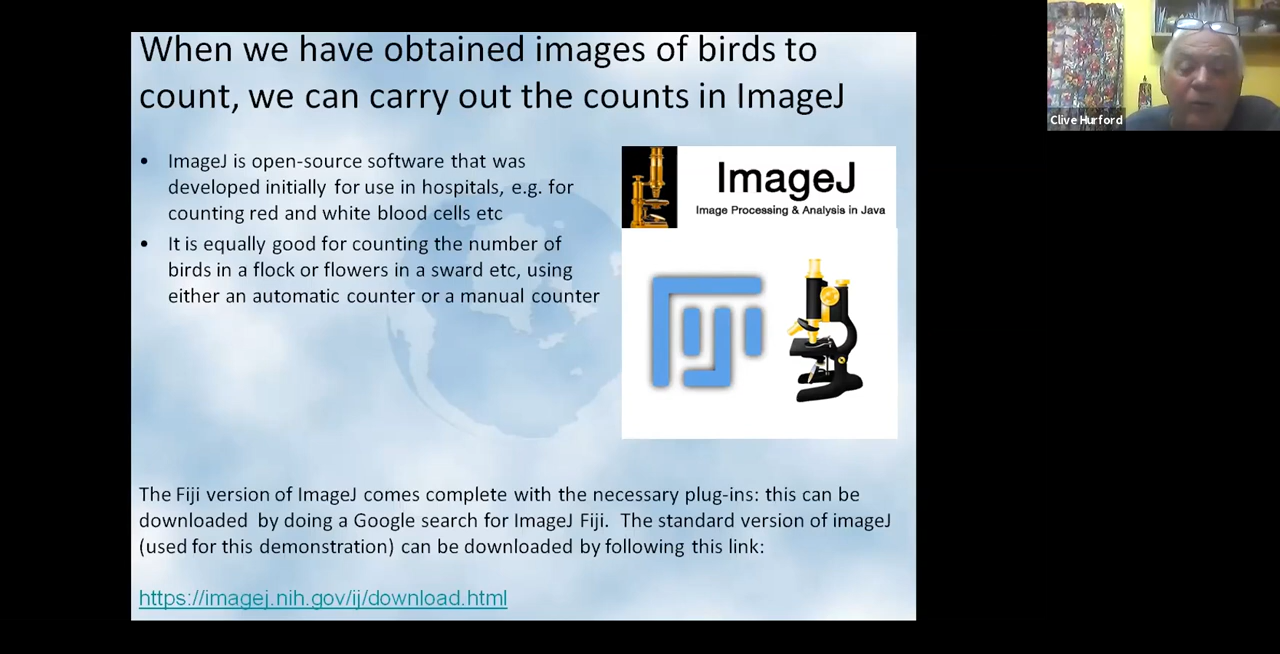 When we have obtained images of birds to
count, we can carry out the counts in ImageJ
• ImageJ is open-source software that was
developed initially for use in hospitals, e.g. for
counting red and white blood cells etc
• It is equally good for counting the number of
birds in a flock or flowers in a sward etc, using
either an automatic counter or a manual counter
ImageJ
Image Processing & Analysis in Java
The Fiji version of ImageJ comes complete with the necessary plug-ins: this can be
downloaded by doing a Google search for ImageJ Fiji. The standard version of imageJ
(used for this demonstration) can be downloaded by following this link:
https://imagej.nih.gov/ij/download.html
Clive Hurford